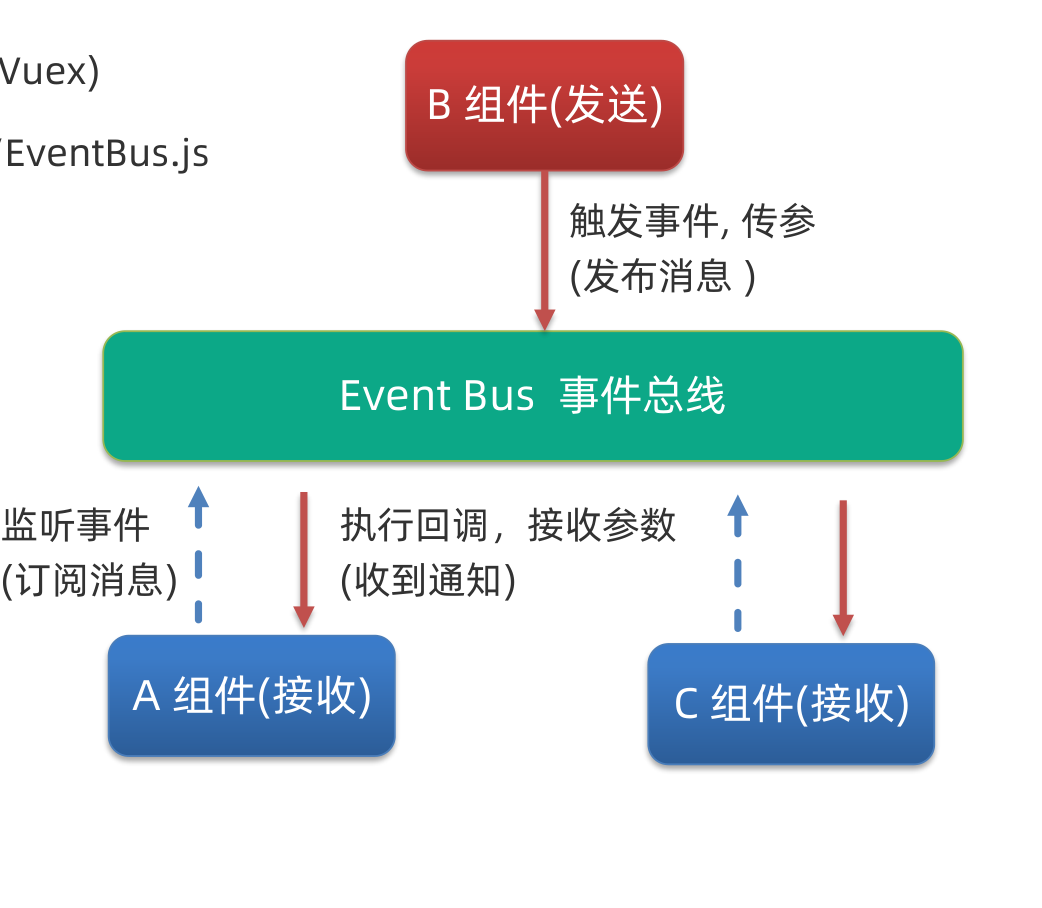 Vuex)
B 组件(发送)
/EventBus.js
触发事件, 传参
(发布消息 )
Event Bus 事件总线
监听事件
(订阅消息)
执行回调，接收参数
(收到通知)
A 组件(接收)
C 组件(接收)